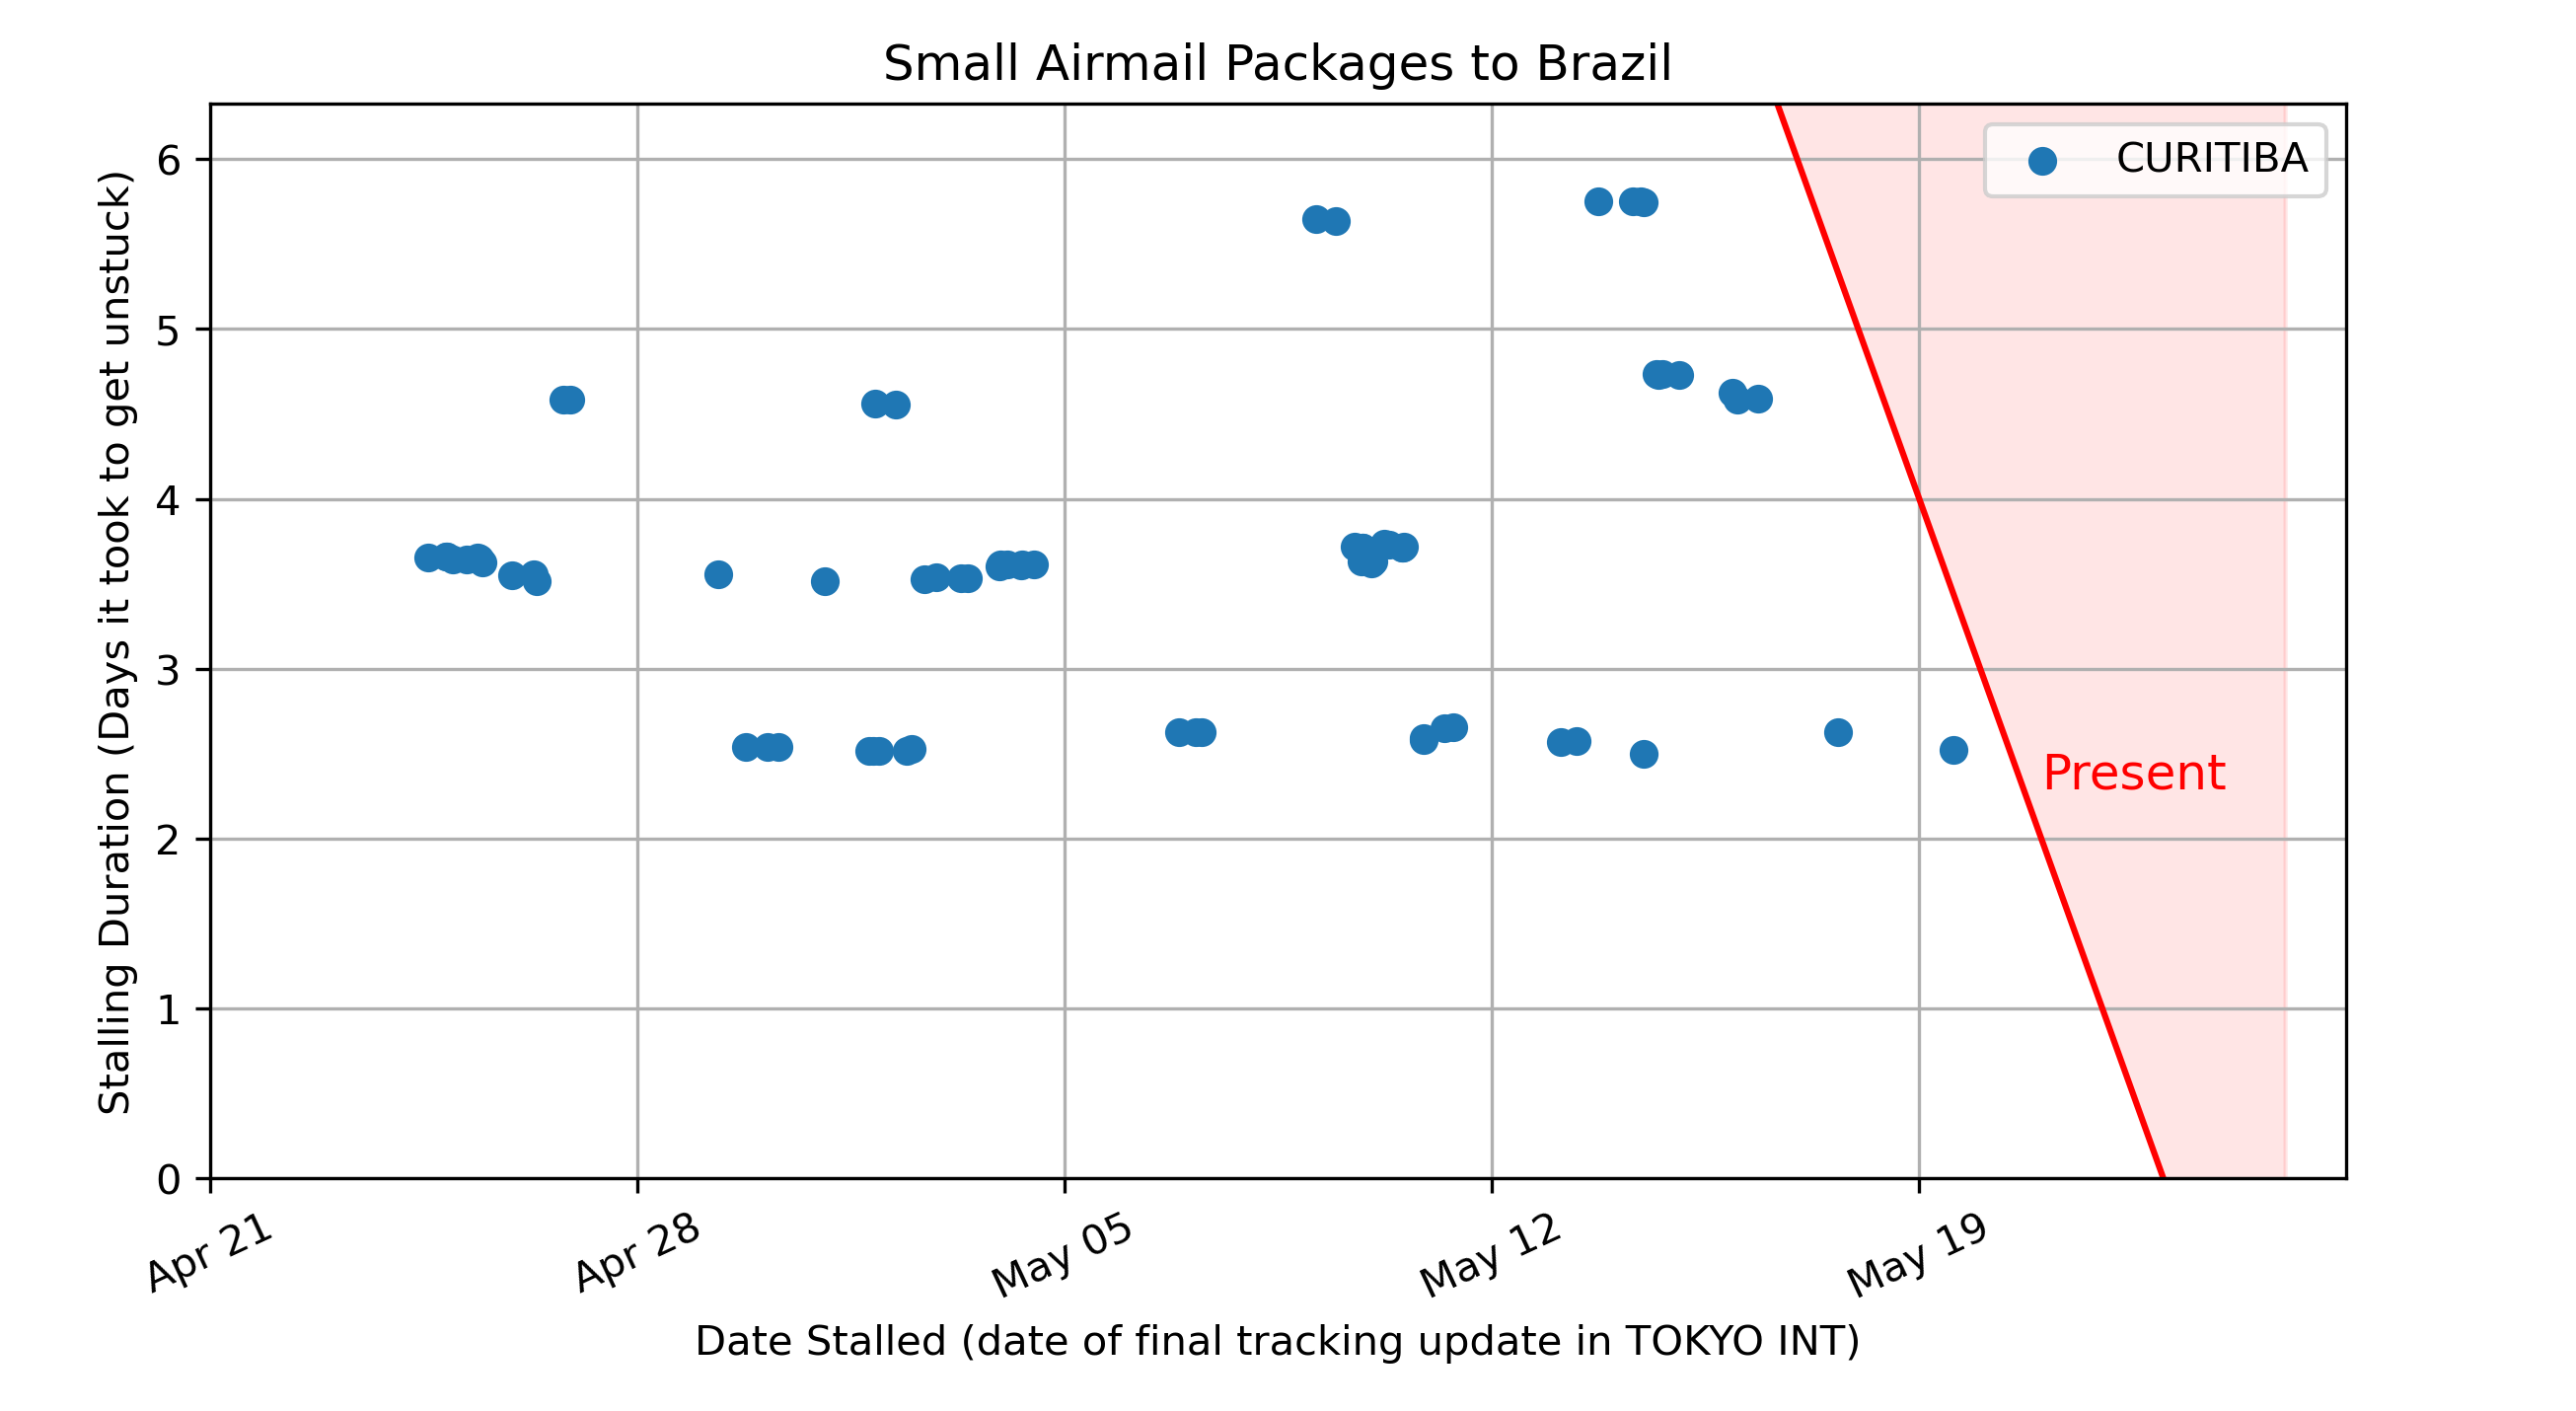 Small Airmail Packages to Brazil
Stalling Duration (Days it took to get unstuck)
6
5
4
3
2
1
0
CURITIBA
Present
Apr 21
Apr 28
May 05
May 12
May 19
Date Stalled (date of final tracking update in TOKYO INT)